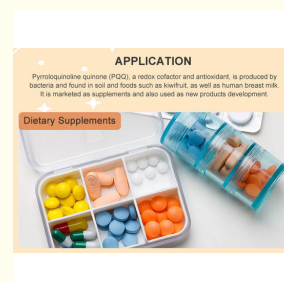 APPLICATION
Pyrroloquinoline quinone (PQQ), a redox cofactor and antioxidant, is produced by
bacteria and found in soil and foods such as kiwifruit, as well as human breast milk.
It is marketed as supplements and also used as new products development.
Dietary Supplements